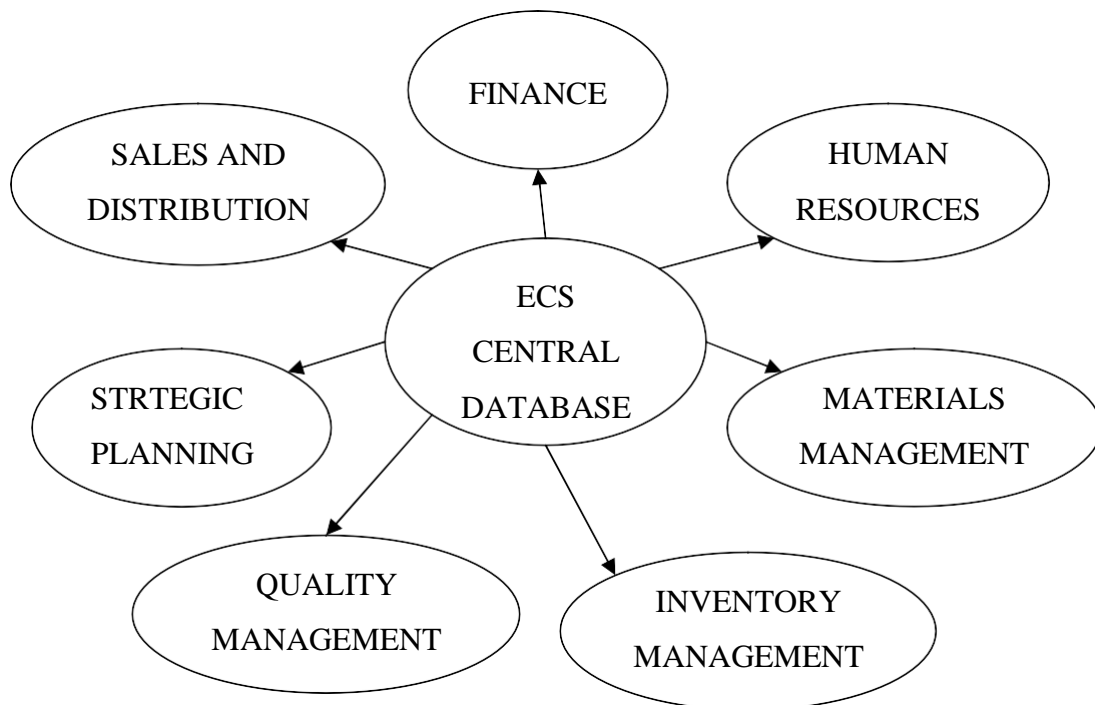 FINANCE
SALES AND
DISTRIBUTION
HUMAN
RESOURCES
ECS
CENTRAL
DATABASE
STRTEGIC
PLANNING
MATERIALS
MANAGEMENT
QUALITY
MANAGEMENT
INVENTORY
MANAGEMENT